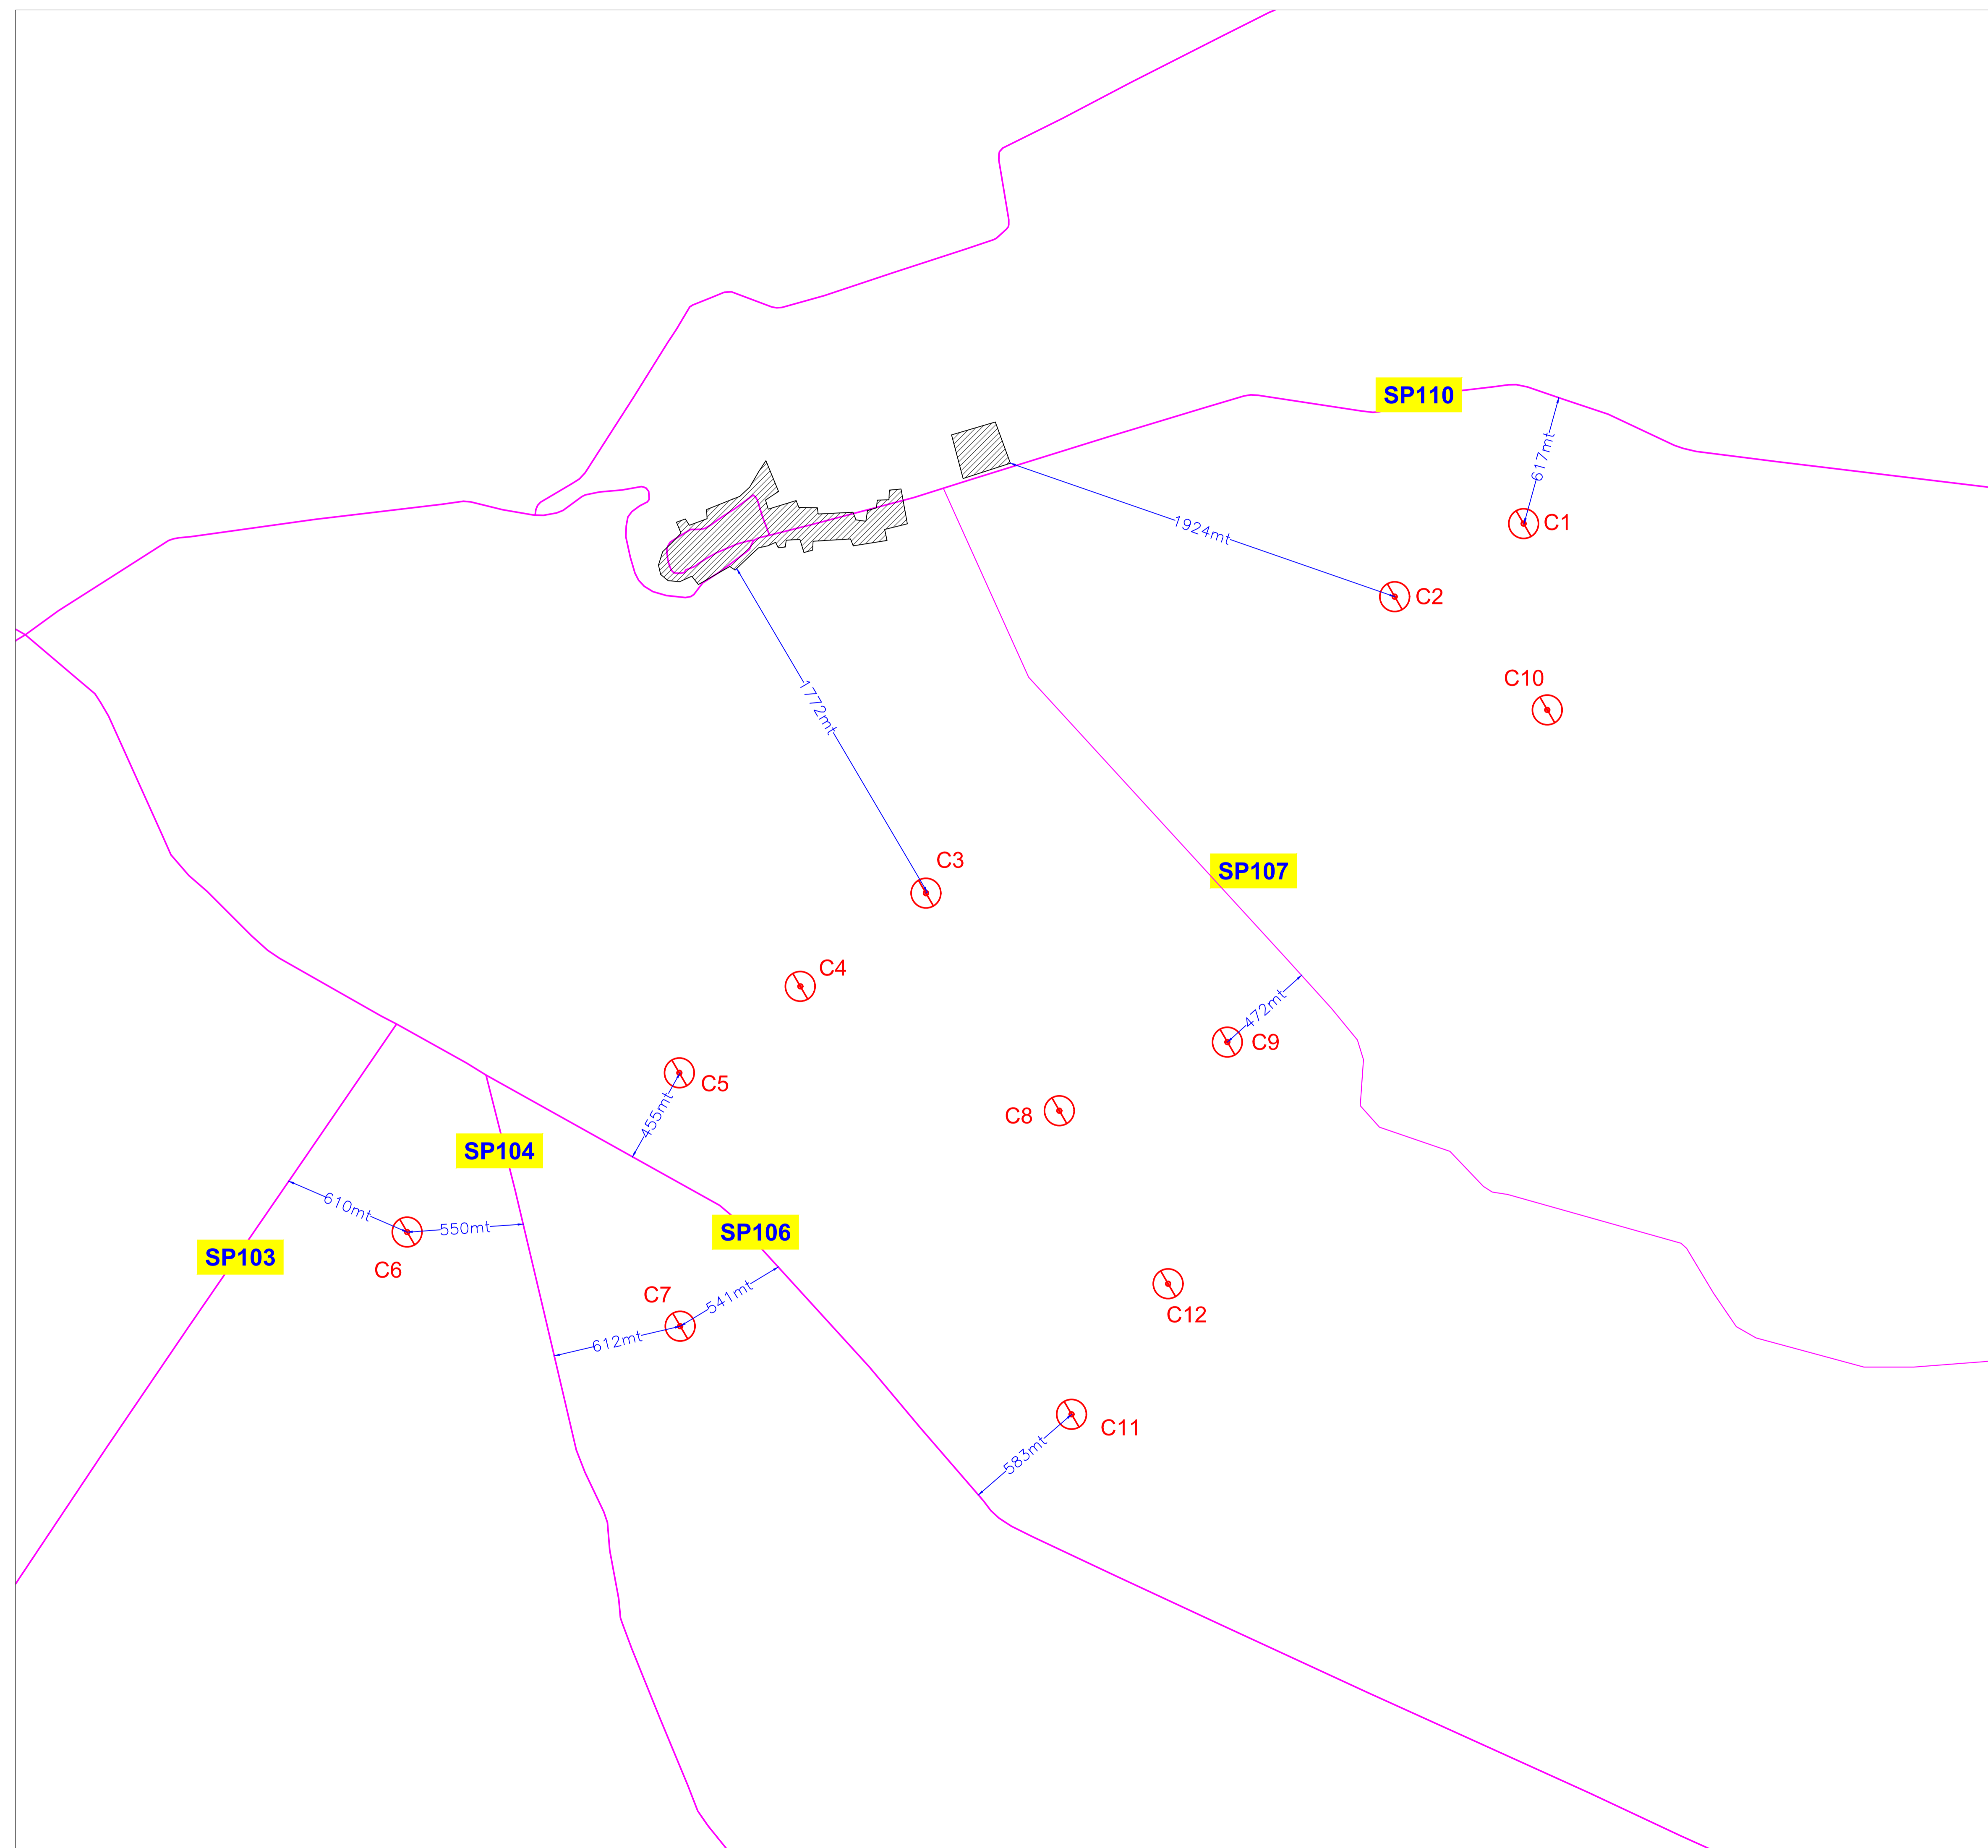 SP110
617mt
C1
1924mt
C2
C10
1772mt
C3
SP107
C4
472mt
C9
C5
455mt
C8
SP104
610mt
550mt
SP106
SP103
C6
C7
541mt
612mt
C12
C11
583mt